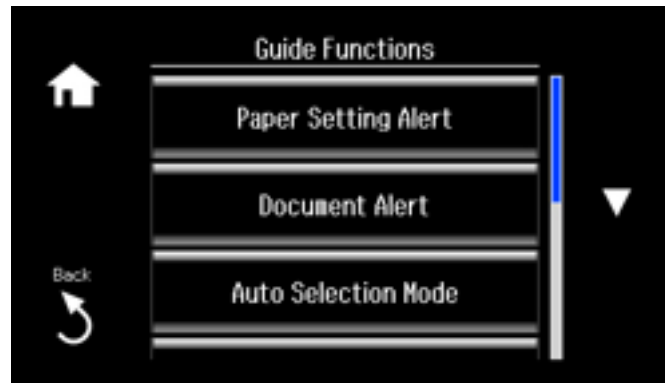 Guide Functions
Paper Setting Alert
Document Alert
Back
Auto Selection Mode